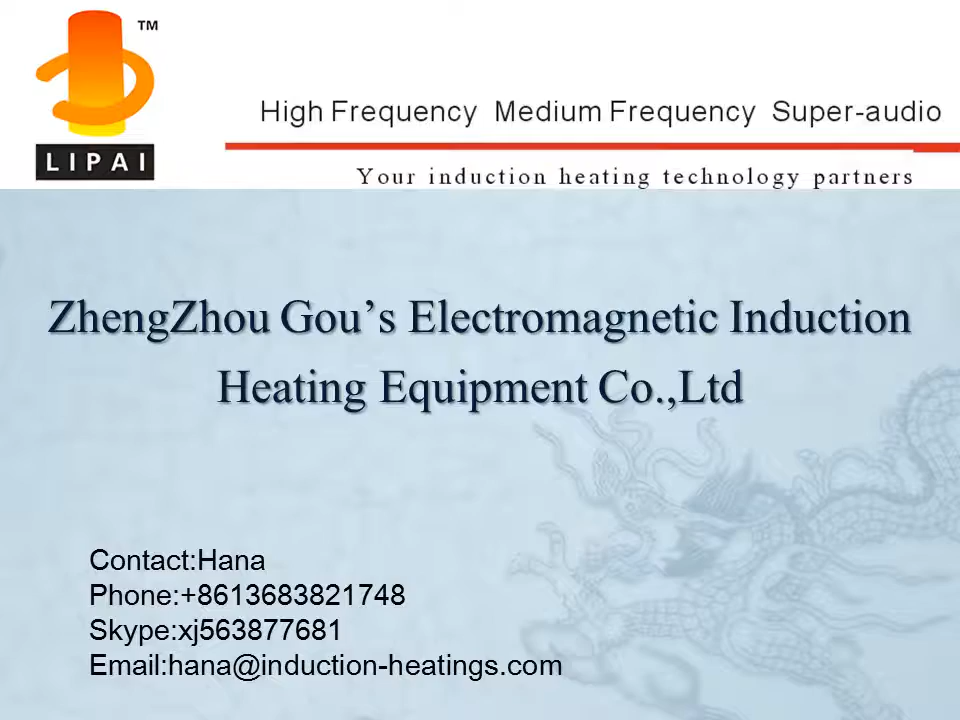 TM
LIPAI
High Frequency Medium Frequency Super-audio
Your induction heating technology partners
ZhengZhou Gou’s Electromagnetic Induction
Heating Equipment Co.,Ltd
Contact:Hana
Phone:+8613683821748
Skype:xj563877681
Email:hana@induction-heatings.com